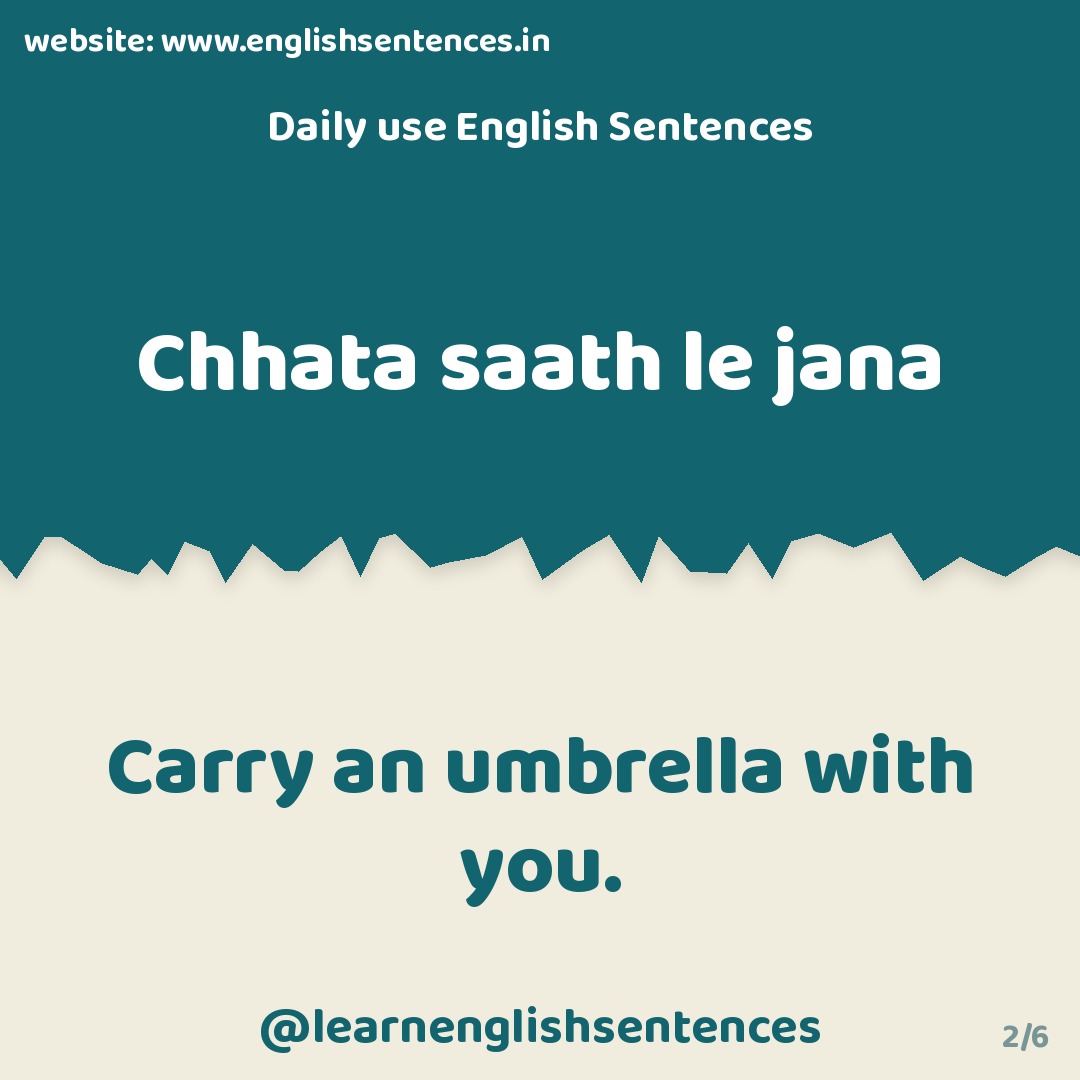 website: www.englishsentences.in
Daily use English Sentences
Chhata saath le jana
Carry an umbrella with
you.
@learnenglishsentences
2/6